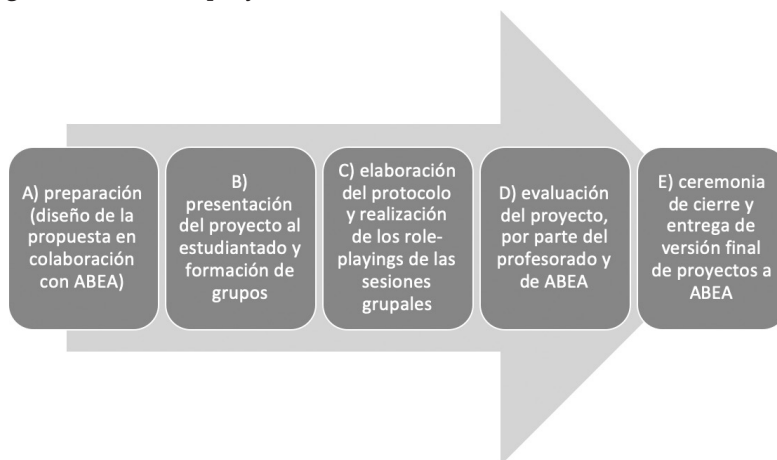 A) preparación
(diseño de la
propuesta en
colaboración
con ABEA)
B)
presentación
del proyecto al
estudiantado y
formación de
grupos
C) elaboración
del protocolo
y realización
de los role-
playings de las
sesiones
grupales
D) evaluación
del proyecto,
por parte del
profesorado y
de ABEA
E) ceremonia
de cierre y
entrega de
versión final
de proyectos a
ABEA